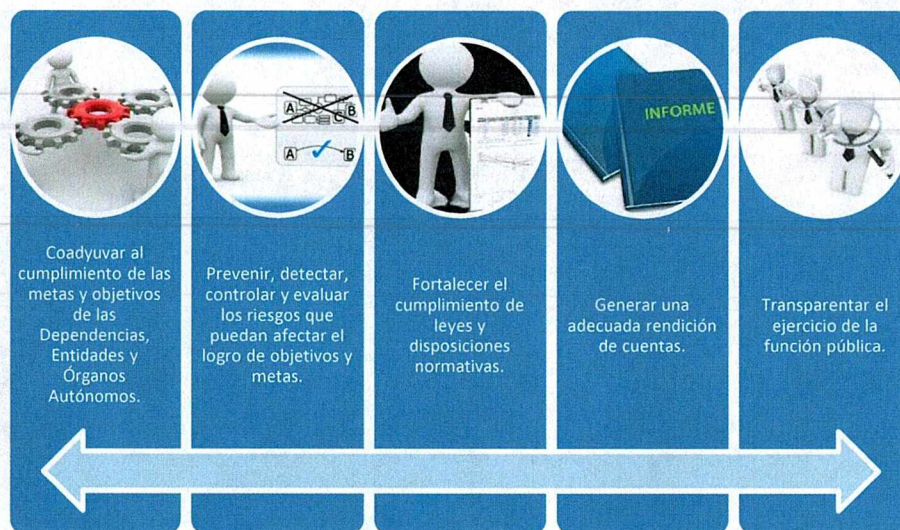 A
B
C
A
B
INFORME
Coadyuvar al
cumplimiento de las
metas y objetivos
de las
Dependencias,
Entidades y
Órganos
Autónomos.
Prevenir, detectar,
controlar y evaluar
los riesgos que
puedan afectar el
logro de objetivos y
metas.
Fortalecer el
cumplimiento de
leyes y
disposiciones
normativas.
Generar una
adecuada rendición
de cuentas.
Transparentar el
ejercicio de la
función pública.